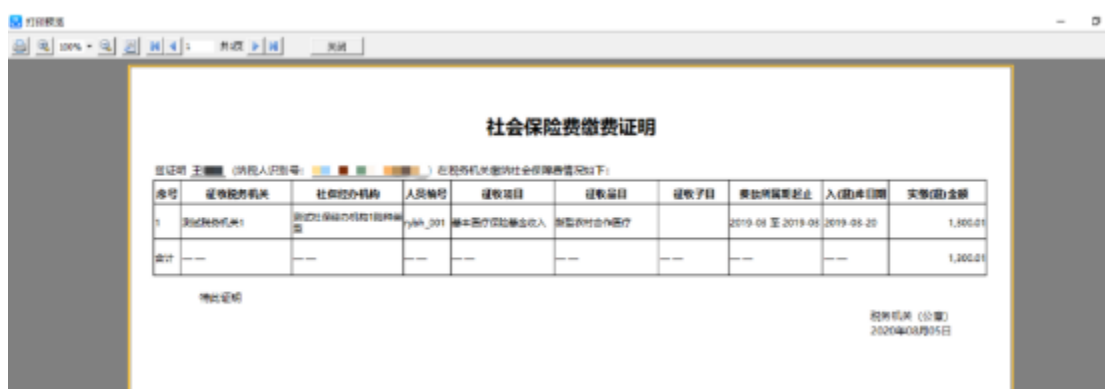 打印预览
100% 1 共1页 关闭
社会保险费缴费证明
兹证明 王 (纳税人识别号: ) 在税务机关缴纳社会保障费情况如下:
序号 征收税务机关 社保经办机构 人员编号 征收项目 征收品目 征收子目 费款所属期起止 入(退)库日期 实缴(退)金额
1 测试税务机关1 测试社保经办机构1 rybh_001 基本医疗保险基金收入 新型农村合作医疗 2019-08 至 2019-08 2019-08-20 1,300.01
合计 —— —— —— —— —— —— —— 1,300.01
特此证明
税务机关 (公章)
2020年08月05日